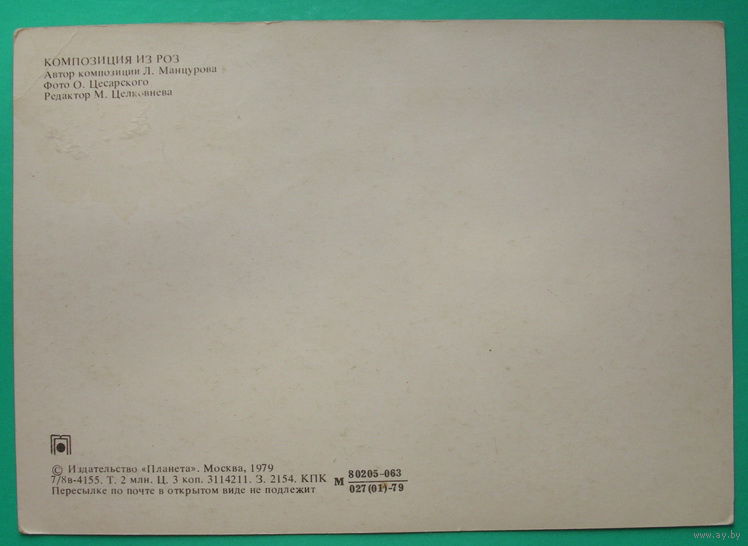 КОМПОЗИЦИЯ ИЗ РОЗ
Автор композиции Л. Манцурова
Фото О. Цесарского
Редактор М. Целковнева
© Издательство «Планета». Москва, 1979
7/8в-4155. Т. 2 млн. Ц. 3 коп. 3114211. З. 2154. КПК
Пересылке по почте в открытом виде не подлежит
М 80205-063
027(01)-79
www.ay.by